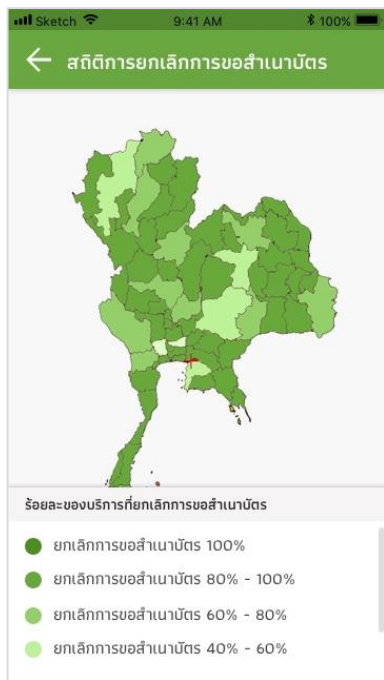 Sketch 9:41 AM 100%
สถิติการยกเลิกการขอสำเนาบัตร
ร้อยละของบริการที่ยกเลิกการขอสำเนาบัตร
ยกเลิกการขอสำเนาบัตร 100%
ยกเลิกการขอสำเนาบัตร 80% - 100%
ยกเลิกการขอสำเนาบัตร 60% - 80%
ยกเลิกการขอสำเนาบัตร 40% - 60%